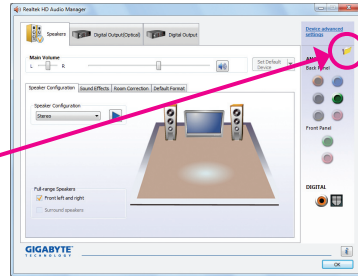 Realtek HD Audio Manager
Speakers
Digital Output(Optical)
Digital Output
Device advanced
settings
Main Volume
L
R
Set Default
Device
Speaker Configuration
Sound Effects
Room Correction
Default Format
Speaker Configuration
Stereo
Full-range Speakers
Front left and right
Surround speakers
Back Panel
Front Panel
DIGITAL
GIGABYTE
TECHNOLOGY
OK